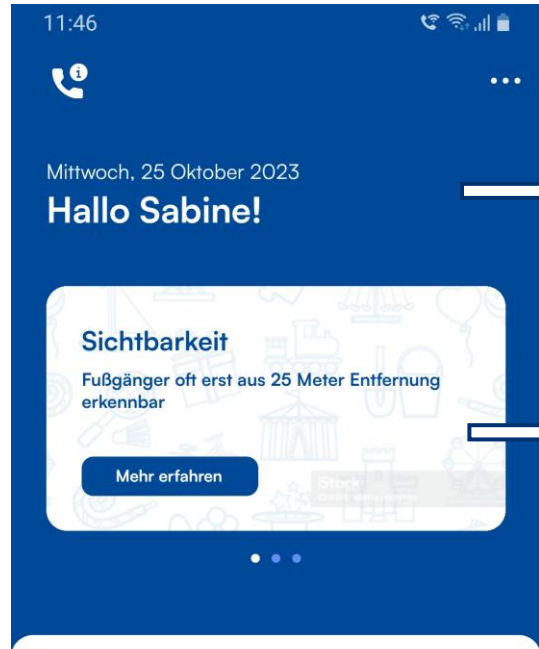 11:46
Mittwoch, 25 Oktober 2023
Hallo Sabine!
Sichtbarkeit
Fußgänger oft erst aus 25 Meter Entfernung
erkennbar
Mehr erfahren
iStock